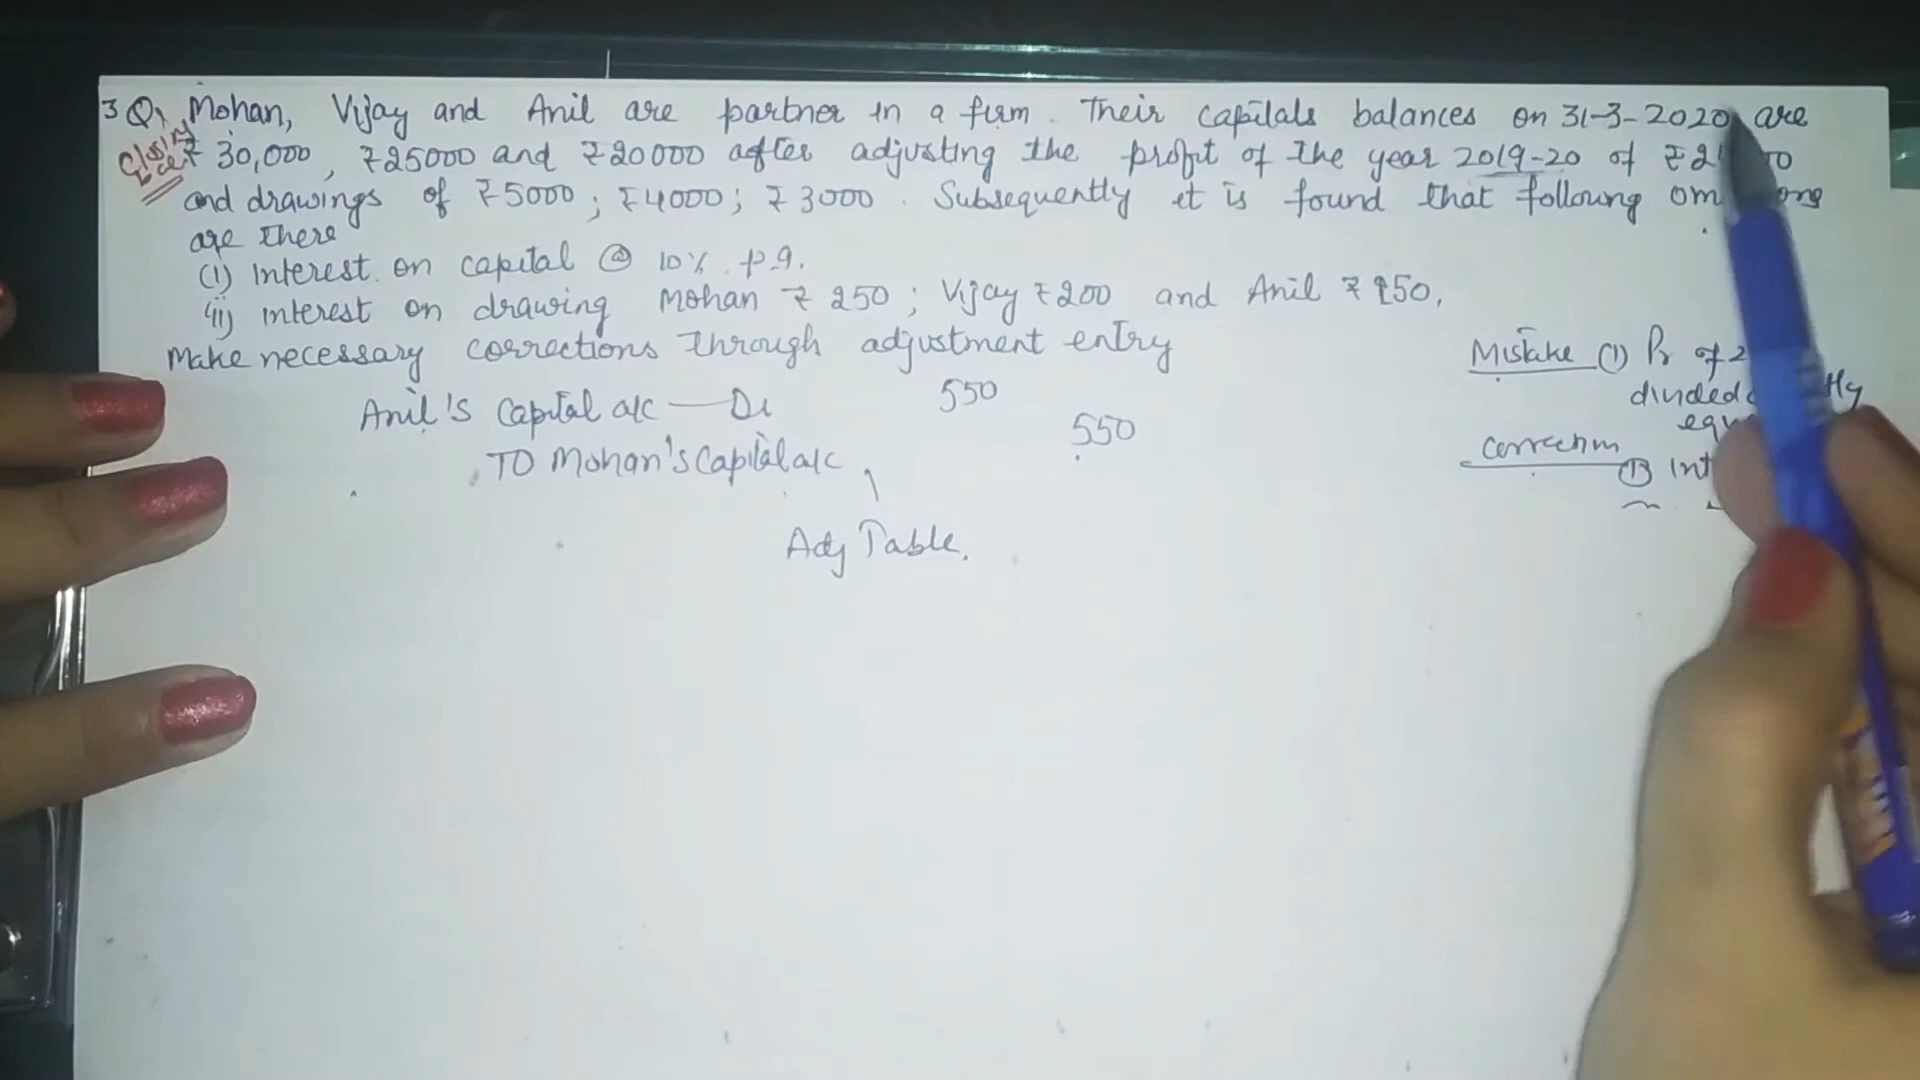 3 Q, Mohan, Vijay and Anil are partner in a firm. Their capitals balances on 31-3-2020 are
Closing
₹ 30,000, ₹25000 and ₹20000 after adjusting the profit of the year 2019-20 of
and drawings of ₹5000; ₹4000; ₹3000. Subsequently it is found that following
are there
(i) interest on capital @ 10% p.a.
(ii) interest on drawing Mohan ₹ 250; Vijay ₹200 and Anil ₹ 150,
Make necessary corrections through adjustment entry
Anil's Capital a/c — Dr 550
TO Mohan's Capital a/c 550
Adj Table.
Mistake (1) Pr of 2
divided
equ
correctim
(1) Int